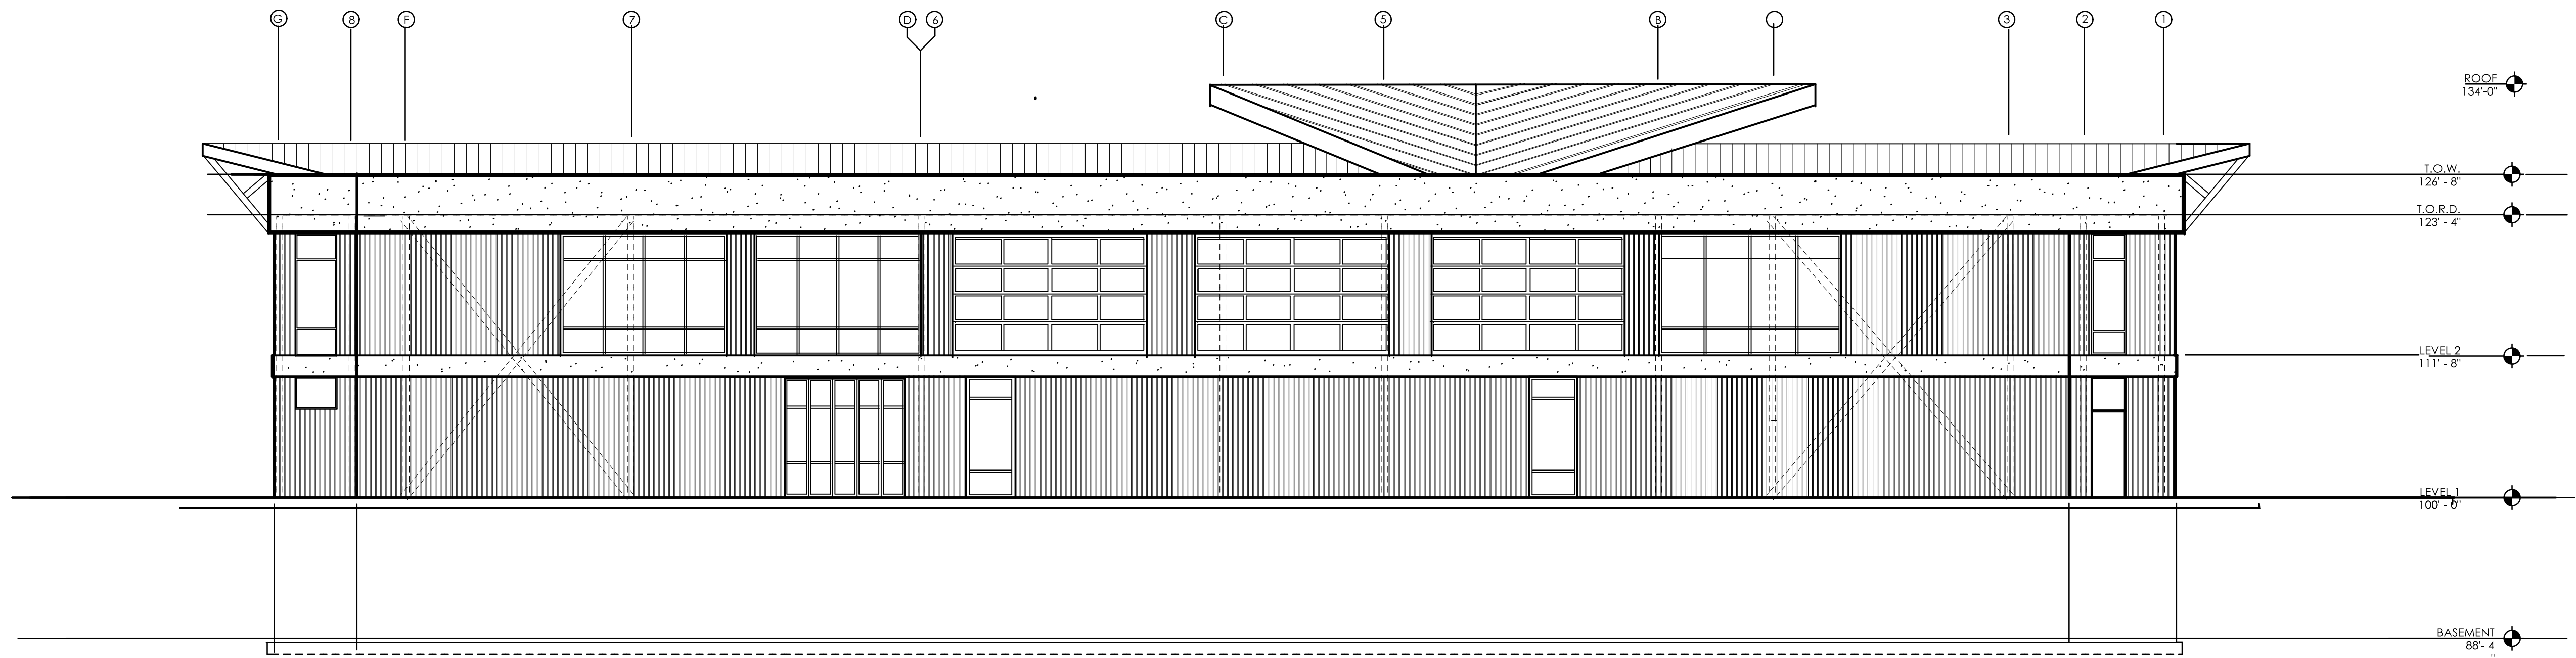 G 8 F 7 D 6 C 5 B 3 2 1
ROOF
134'-0"
T.O.W.
126' - 8"
T.O.R.D.
123' - 4"
LEVEL 2
111' - 8"
LEVEL 1
100' - 0"
BASEMENT
88'- 4
"